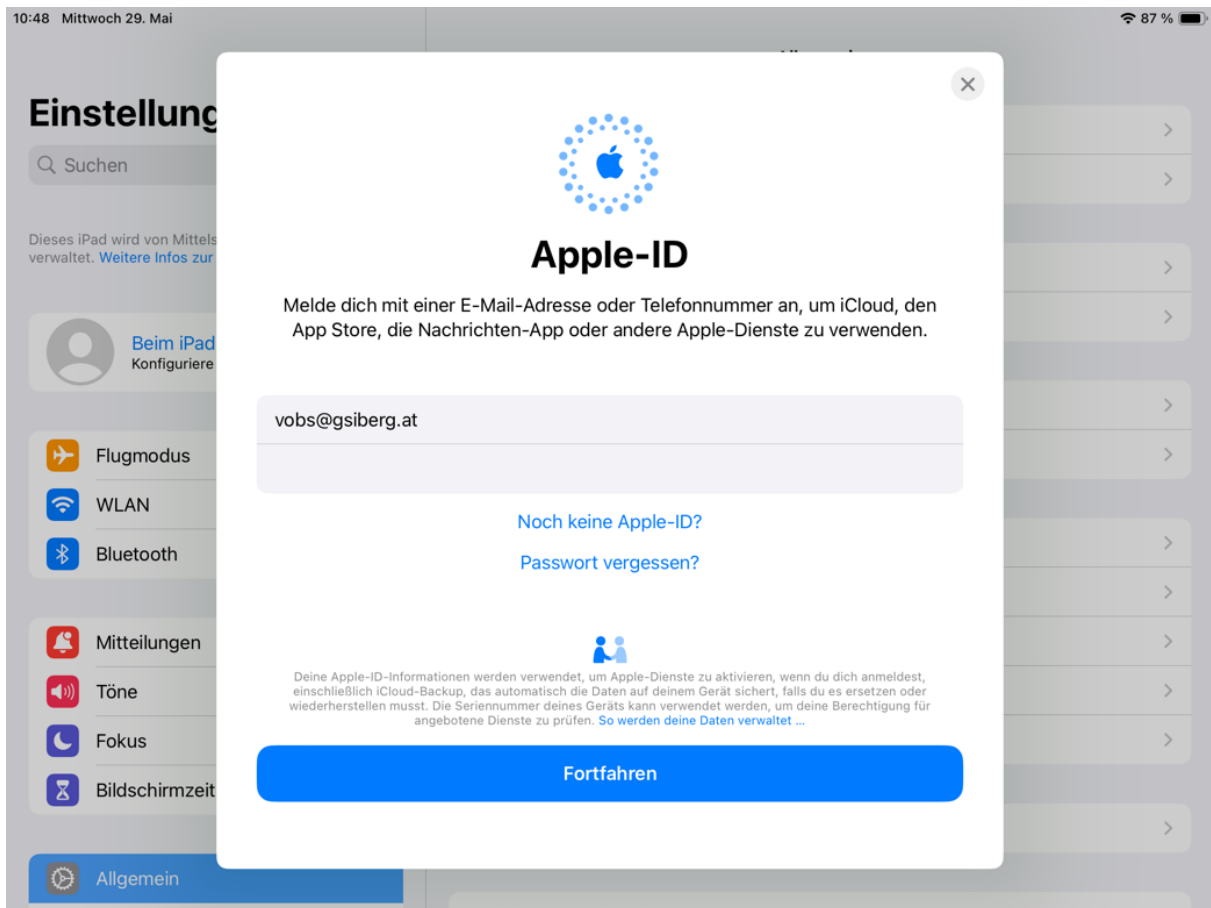 10:48 Mittwoch 29. Mai
87 %
Einstellung
Suchen
Dieses iPad wird von Mittels
verwaltet. Weitere Infos zur
Beim iPad
Konfiguriere
Flugmodus
WLAN
Bluetooth
Mitteilungen
Töne
Fokus
Bildschirmzeit
Allgemein
Apple-ID
Melde dich mit einer E-Mail-Adresse oder Telefonnummer an, um iCloud, den
App Store, die Nachrichten-App oder andere Apple-Dienste zu verwenden.
vobs@gsiberg.at
Noch keine Apple-ID?
Passwort vergessen?
Deine Apple-ID-Informationen werden verwendet, um Apple-Dienste zu aktivieren, wenn du dich anmeldest,
einschließlich iCloud-Backup, das automatisch die Daten auf deinem Gerät sichert, falls du es ersetzen oder
wiederherstellen musst. Die Seriennummer deines Geräts kann verwendet werden, um deine Berechtigung für
angebotene Dienste zu prüfen. So werden deine Daten verwaltet ...
Fortfahren